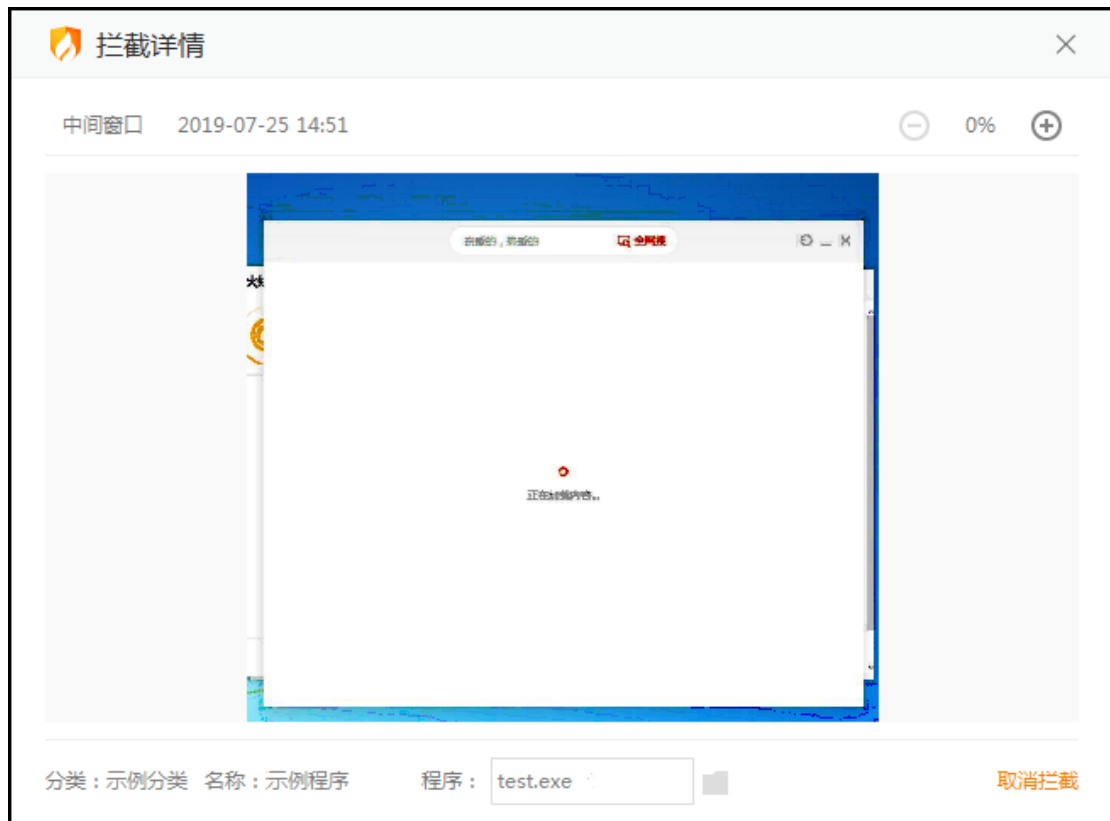 拦截详情
中间窗口 2019-07-25 14:51 0%
全网搜
正在加载内容...
分类：示例分类 名称：示例程序 程序： test.exe 取消拦截